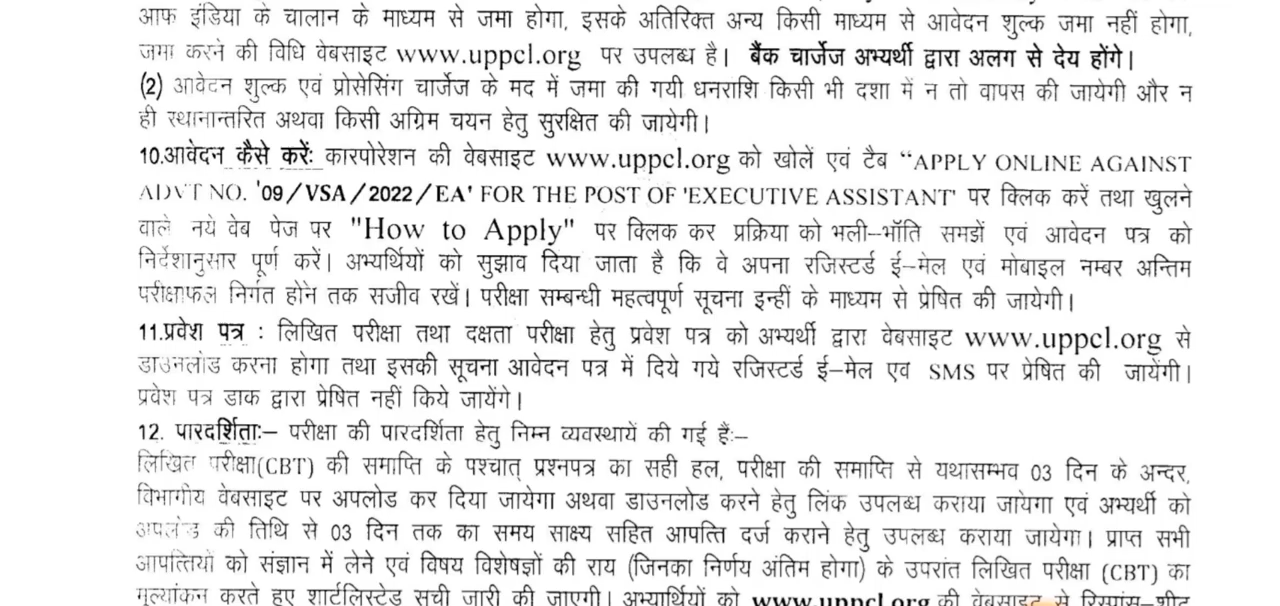 आफ इंडिया के चालान के माध्यम से जमा होगा, इसके अतिरिक्त अन्य किसी माध्यम से आवेदन शुल्क जमा नहीं होगा,
जमा करने की विधि वेबसाइट www.uppcl.org पर उपलब्ध है। बैंक चार्जेज अभ्यर्थी द्वारा अलग से देय होंगे।
(2) आवेदन शुल्क एवं प्रोसेसिंग चार्जेज के मद में जमा की गयी धनराशि किसी भी दशा में न तो वापस की जायेगी और न
ही स्थानान्तरित अथवा किसी अग्रिम चयन हेतु सुरक्षित की जायेगी।
10.आवेदन कैसे करें: कारपोरेशन की वेबसाइट www.uppcl.org को खोलें एवं टैब “APPLY ONLINE AGAINST
ADVT NO. '09/VSA/2022/EA' FOR THE POST OF 'EXECUTIVE ASSISTANT' पर क्लिक करें तथा खुलने
वाले नये वेब पेज पर "How to Apply" पर क्लिक कर प्रक्रिया को भली–भॉति समझें एवं आवेदन पत्र को
निर्देशानुसार पूर्ण करें। अभ्यर्थियों को सुझाव दिया जाता है कि वे अपना रजिस्टर्ड ई–मेल एवं मोबाइल नम्बर अन्तिम
परीक्षाफल निर्गत होने तक सजीव रखें। परीक्षा सम्बन्धी महत्वपूर्ण सूचना इन्हीं के माध्यम से प्रेषित की जायेगी।
11.प्रवेश पत्र : लिखित परीक्षा तथा दक्षता परीक्षा हेतु प्रवेश पत्र को अभ्यर्थी द्वारा वेबसाइट www.uppcl.org से
डाउनलोड करना होगा तथा इसकी सूचना आवेदन पत्र में दिये गये रजिस्टर्ड ई–मेल एव SMS पर प्रेषित की जायेंगी।
प्रवेश पत्र डाक द्वारा प्रेषित नहीं किये जायेंगे।
12. पारदर्शिता:– परीक्षा की पारदर्शिता हेतु निम्न व्यवस्थायें की गई हैं:–
लिखित परीक्षा(CBT) की समाप्ति के पश्चात् प्रश्नपत्र का सही हल, परीक्षा की समाप्ति से यथासम्भव 03 दिन के अन्दर,
विभागीय वेबसाइट पर अपलोड कर दिया जायेगा अथवा डाउनलोड करने हेतु लिंक उपलब्ध कराया जायेगा एवं अभ्यर्थी को
अपलोड की तिथि से 03 दिन तक का समय साक्ष्य सहित आपत्ति दर्ज कराने हेतु उपलब्ध कराया जायेगा। प्राप्त सभी
आपत्तियों को संज्ञान में लेने एवं विषय विशेषज्ञों की राय (जिनका निर्णय अंतिम होगा) के उपरांत लिखित परीक्षा (CBT) का
मूल्यांकन करते हुए शार्टलिस्टेड सूची जारी की जाएगी। अभ्यार्थियों को www.uppcl.org की वेबसाइट से रिस्पांस–शीट